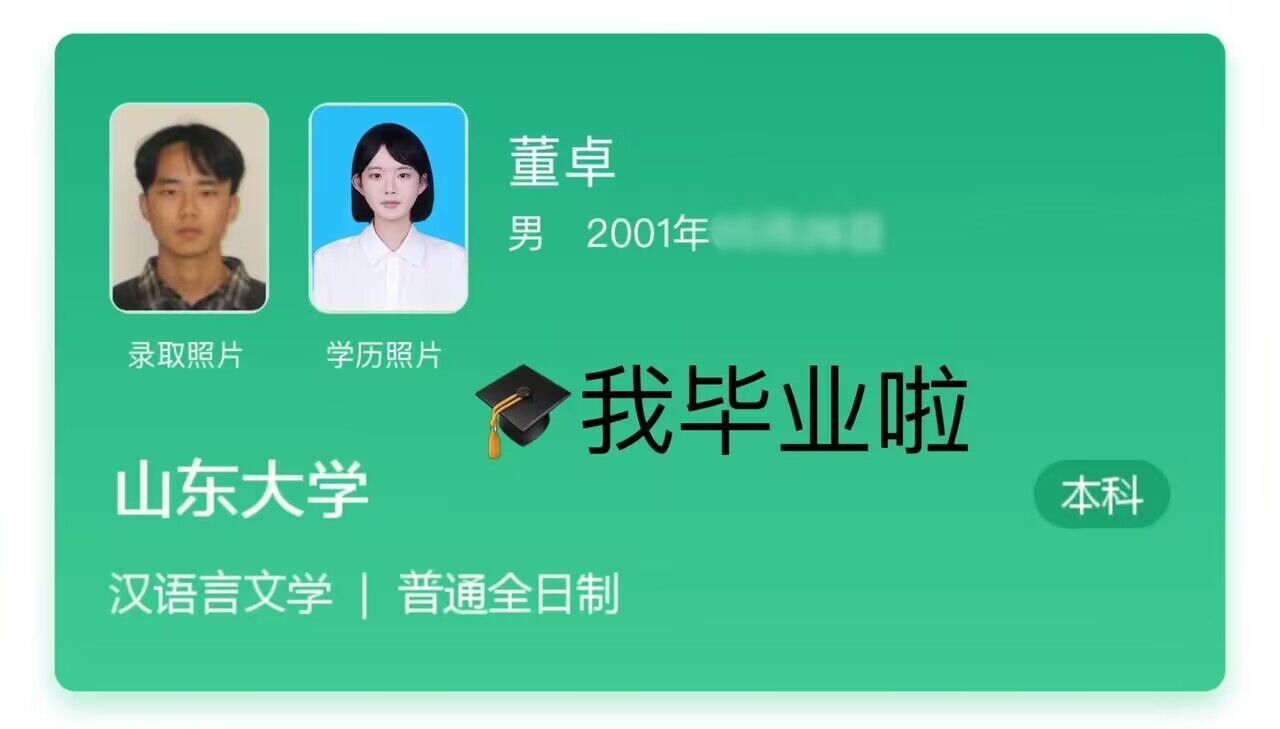 董卓
男 2001年
录取照片 学历照片
🎓我毕业啦
山东大学
本科
汉语言文学 | 普通全日制